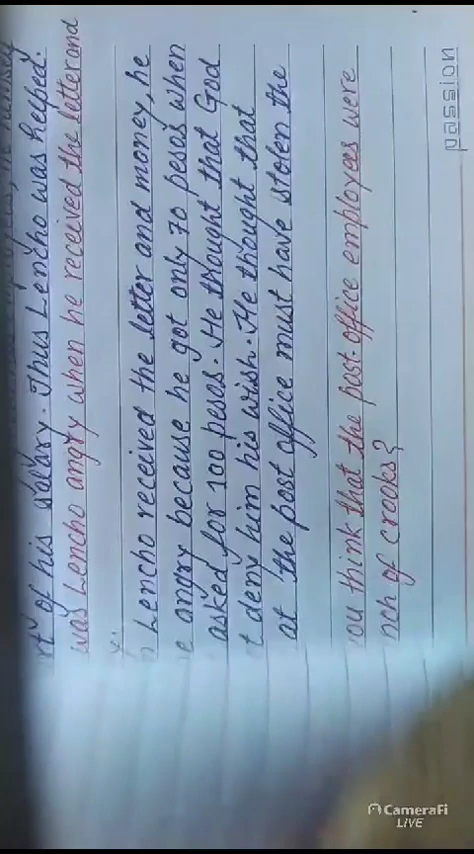 of his salary. Thus Lencho was helped.
was Lencho angry when he received the letter and
Lencho received the letter and money, he
angry because he got only 70 pesos when
asked for 100 pesos. He thought that God
deny him his wish. He thought that
at the post office must have stolen the
ou think that the post office employees were
nch of crooks?
passion
CameraFi
LIVE